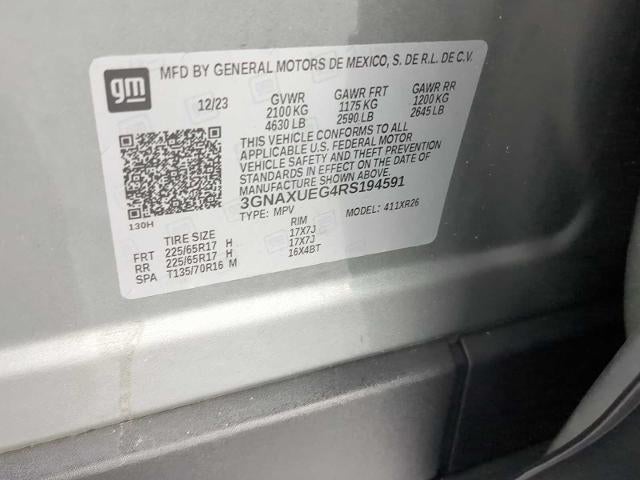 gm
MFD BY GENERAL MOTORS DE MEXICO, S. DE R.L. DE C.V.
12/23 GVWR GAWR FRT GAWR RR
2100 KG 1175 KG 1200 KG
4630 LB 2590 LB 2645 LB
THIS VEHICLE CONFORMS TO ALL
APPLICABLE U.S. FEDERAL MOTOR
VEHICLE SAFETY AND THEFT PREVENTION
STANDARDS IN EFFECT ON THE DATE OF
MANUFACTURE SHOWN ABOVE.
3GNAXUEG4RS194591
TYPE: MPV MODEL: 411XR26
130H
TIRE SIZE RIM
FRT 225/65R17 H 17X7J
RR 225/65R17 H 17X7J
SPA T135/70R16 M 16X4BT